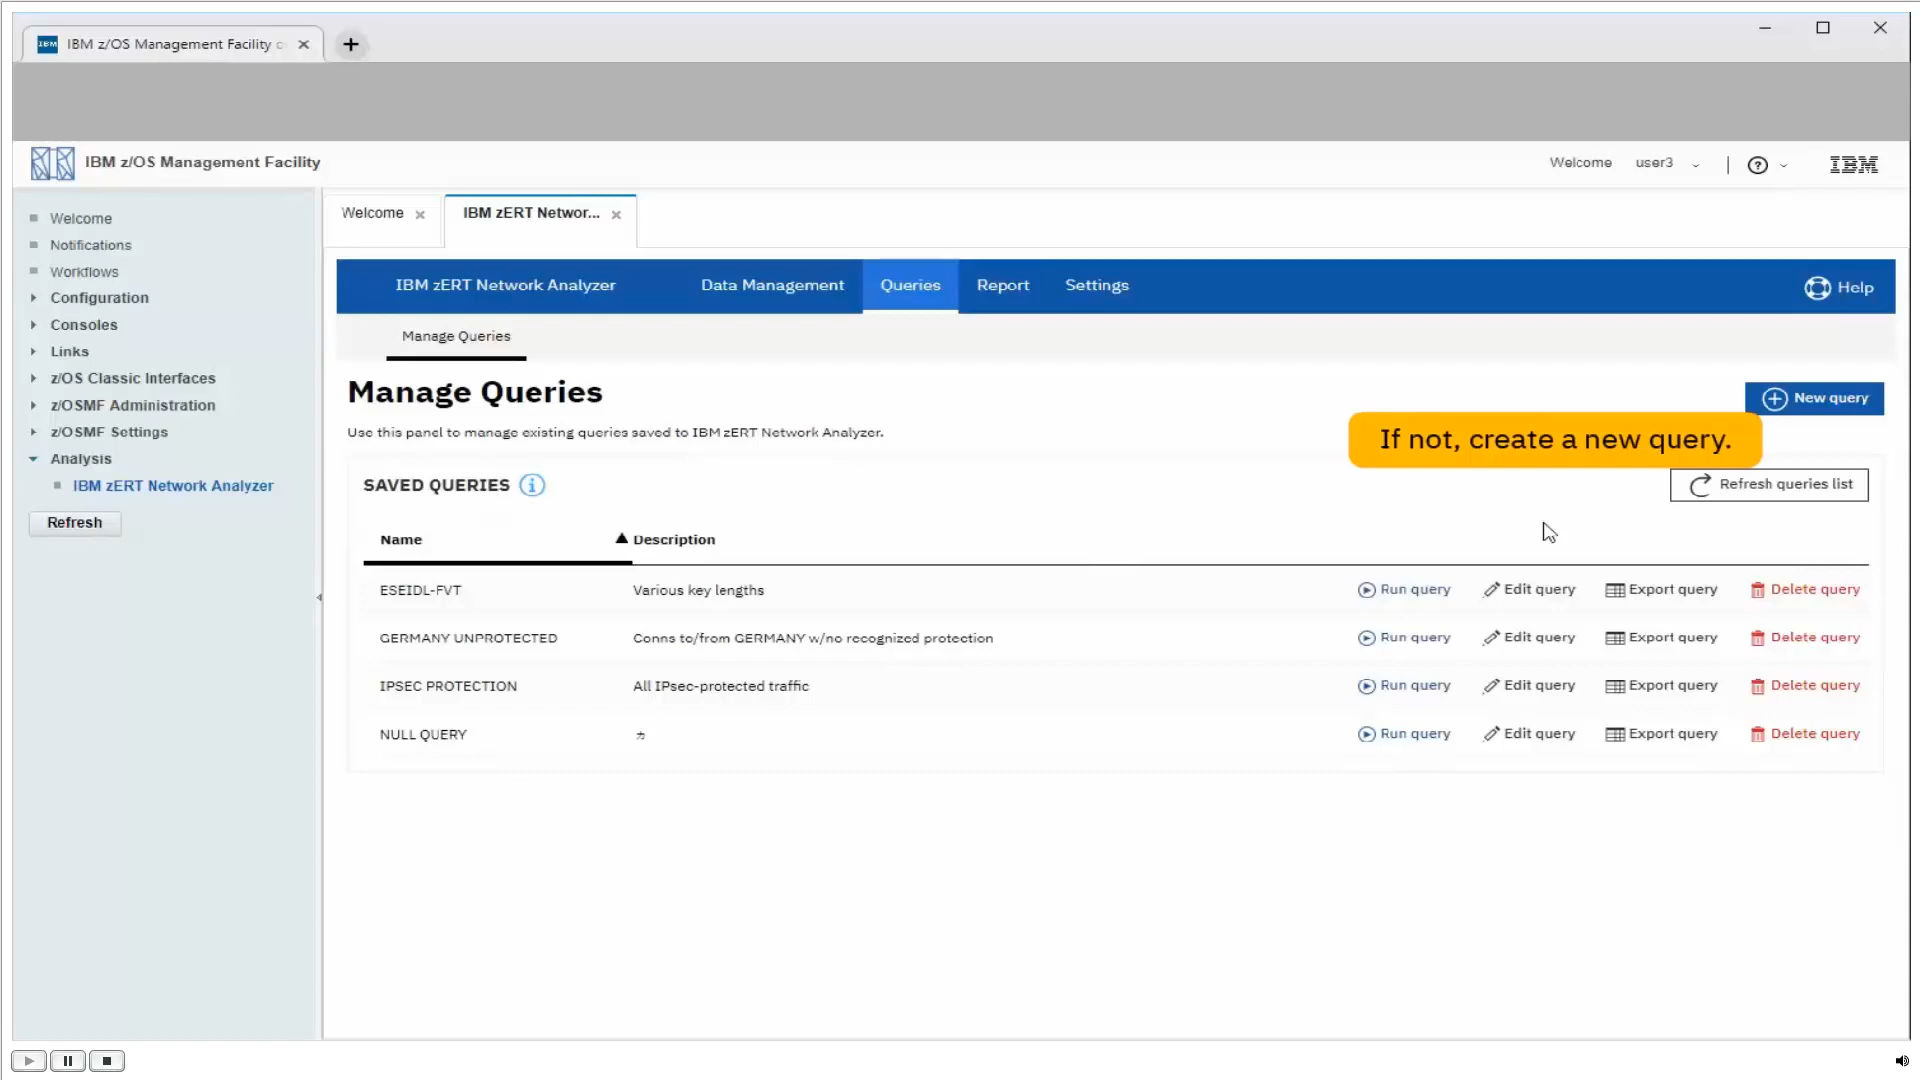 IBM IBM z/OS Management Facility
IBM z/OS Management Facility
Welcome user3
IBM
Welcome
Notifications
Workflows
Configuration
Consoles
Links
z/OS Classic Interfaces
z/OSMF Administration
z/OSMF Settings
Analysis
IBM zERT Network Analyzer
Refresh
Welcome
IBM zERT Networ...
IBM zERT Network Analyzer Data Management Queries Report Settings Help
Manage Queries
Manage Queries
New query
Use this panel to manage existing queries saved to IBM zERT Network Analyzer.
If not, create a new query.
SAVED QUERIES
Refresh queries list
Name Description
ESEIDL-FVT Various key lengths Run query Edit query Export query Delete query
GERMANY UNPROTECTED Conns to/from GERMANY w/no recognized protection Run query Edit query Export query Delete query
IPSEC PROTECTION All IPsec-protected traffic Run query Edit query Export query Delete query
NULL QUERY Run query Edit query Export query Delete query